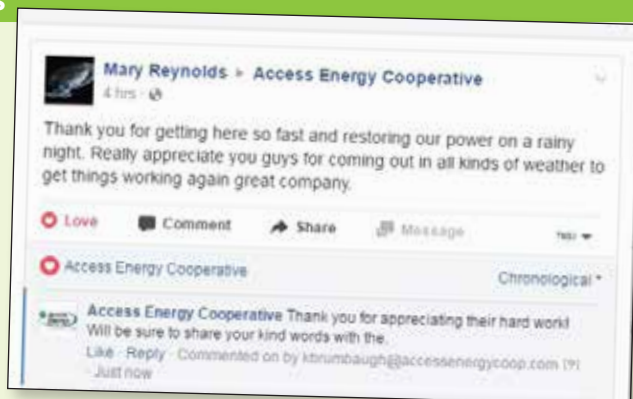 Mary Reynolds ▸ Access Energy Cooperative
4 hrs ·
Thank you for getting here so fast and restoring our power on a rainy
night. Really appreciate you guys for coming out in all kinds of weather to
get things working again great company.
Love Comment Share Message
Access Energy Cooperative Chronological
Access Energy Cooperative Thank you for appreciating their hard work!
Will be sure to share your kind words with the.
Like · Reply · Commented on by kbrumbaugh@accessenergycoop.com [?]
· Just now